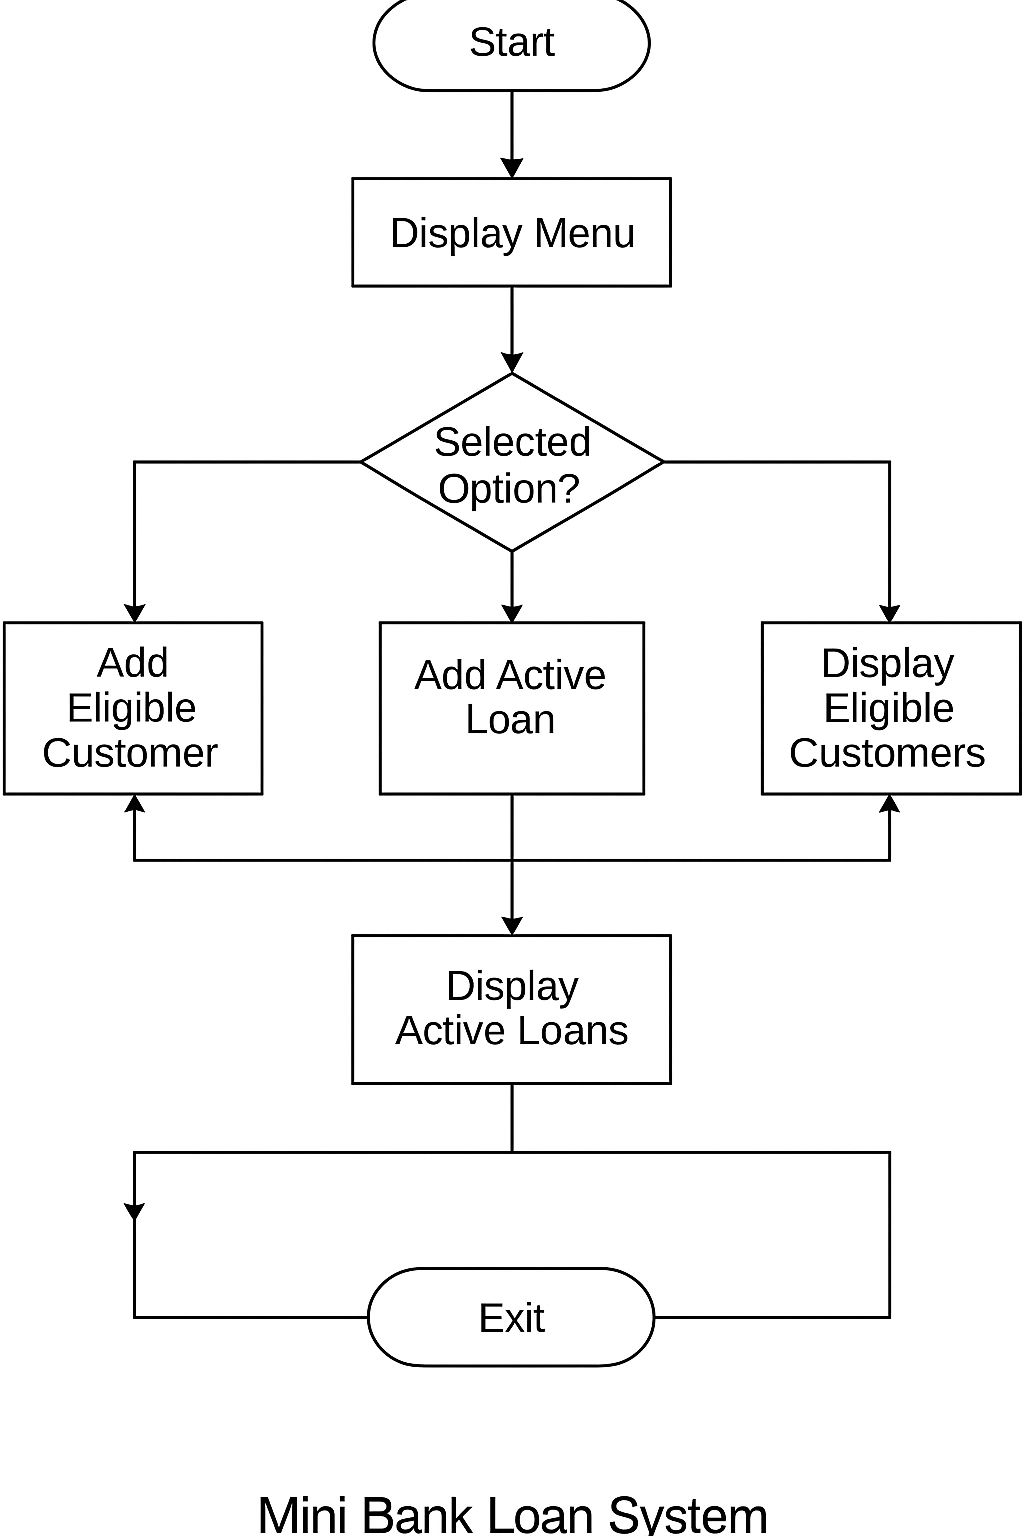 Start
Display Menu
Selected
Option?
Add
Eligible
Customer
Add Active
Loan
Display
Eligible
Customers
Display
Active Loans
Exit
Mini Bank Loan System